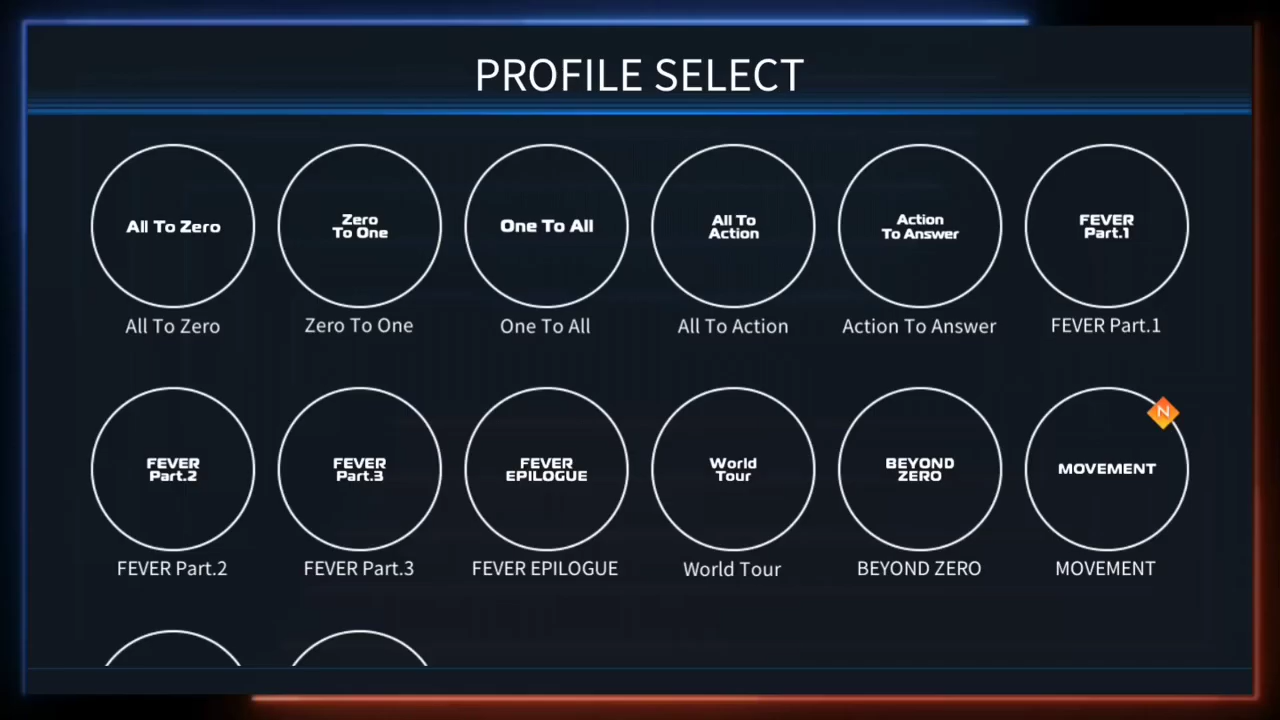 PROFILE SELECT
All To Zero
Zero
To One
One To All
All To
Action
Action
To Answer
FEVER
Part.1
All To Zero
Zero To One
One To All
All To Action
Action To Answer
FEVER Part.1
N
FEVER
Part.2
FEVER
Part.3
FEVER
EPILOGUE
World
Tour
BEYOND
ZERO
MOVEMENT
FEVER Part.2
FEVER Part.3
FEVER EPILOGUE
World Tour
BEYOND ZERO
MOVEMENT